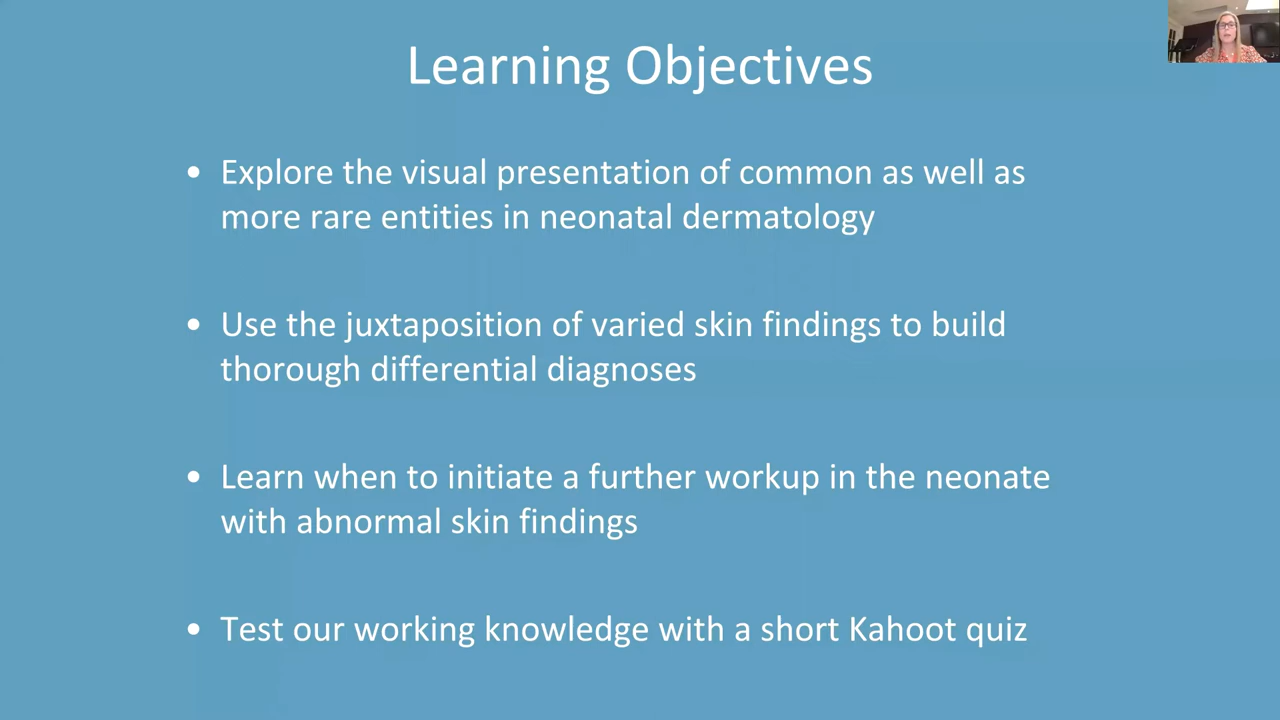 Learning Objectives
• Explore the visual presentation of common as well as
more rare entities in neonatal dermatology
• Use the juxtaposition of varied skin findings to build
thorough differential diagnoses
• Learn when to initiate a further workup in the neonate
with abnormal skin findings
• Test our working knowledge with a short Kahoot quiz